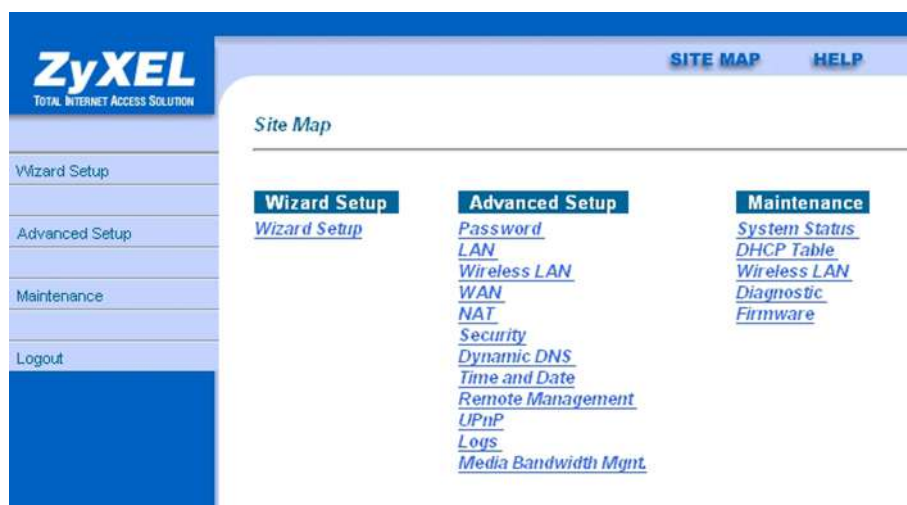 ZyXEL
TOTAL INTERNET ACCESS SOLUTION
SITE MAP HELP
Site Map
Wizard Setup
Advanced Setup
Maintenance
Logout
Wizard Setup
Wizard Setup
Advanced Setup
Password
LAN
Wireless LAN
WAN
NAT
Security
Dynamic DNS
Time and Date
Remote Management
UPnP
Logs
Media Bandwidth Mgnt.
Maintenance
System Status
DHCP Table
Wireless LAN
Diagnostic
Firmware